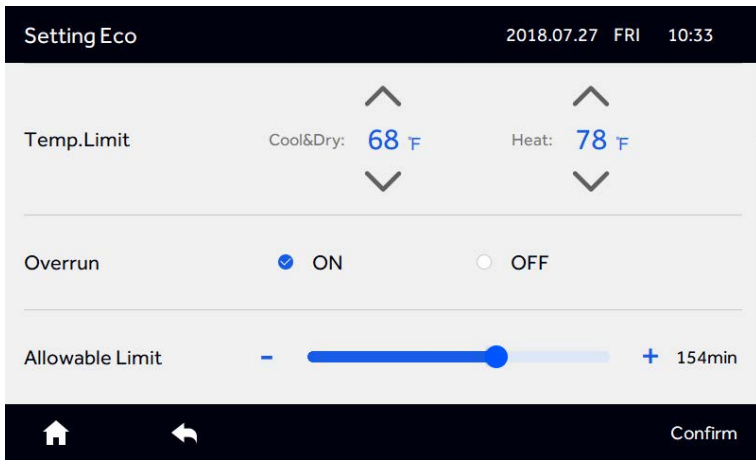 Setting Eco 2018.07.27 FRI 10:33
Temp.Limit Cool&Dry: 68 °F Heat: 78 °F
Overrun ON OFF
Allowable Limit - + 154min
Confirm